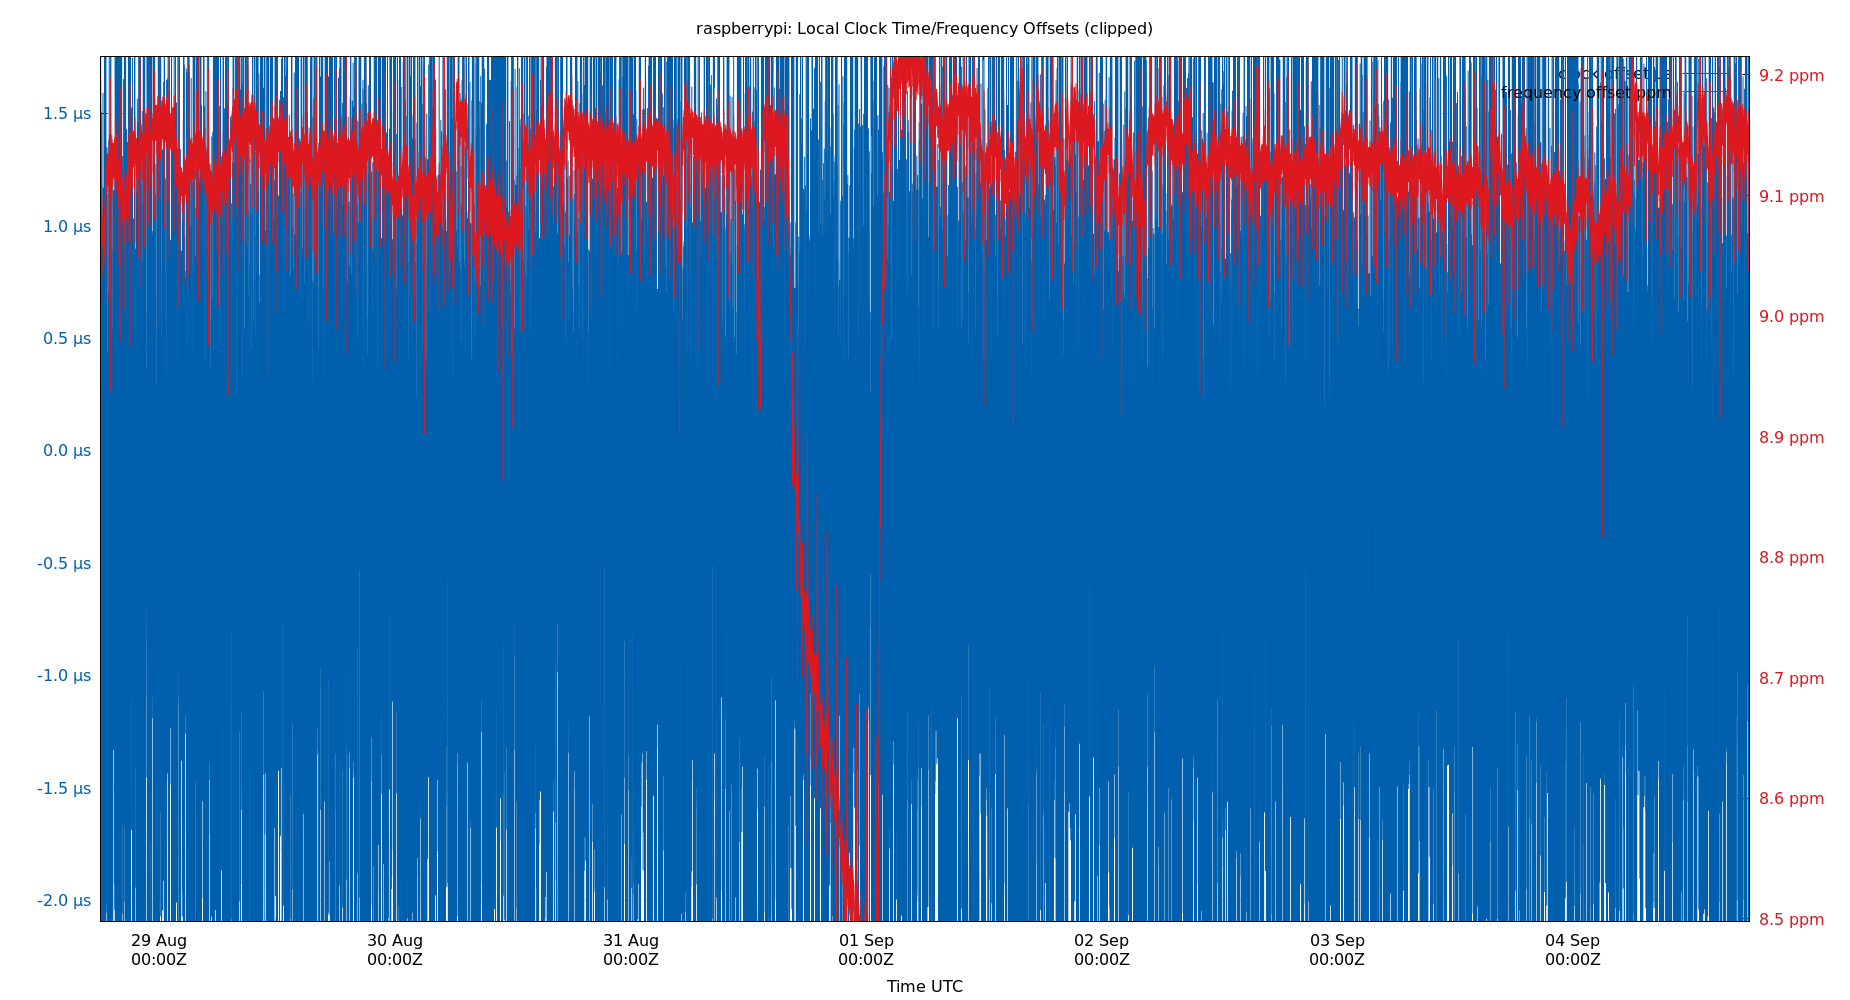 raspberrypi: Local Clock Time/Frequency Offsets (clipped)
clock offset µs
frequency offset ppm
1.5 µs
1.0 µs
0.5 µs
0.0 µs
-0.5 µs
-1.0 µs
-1.5 µs
-2.0 µs
9.2 ppm
9.1 ppm
9.0 ppm
8.9 ppm
8.8 ppm
8.7 ppm
8.6 ppm
8.5 ppm
29 Aug 30 Aug 31 Aug 01 Sep 02 Sep 03 Sep 04 Sep
00:00Z 00:00Z 00:00Z 00:00Z 00:00Z 00:00Z 00:00Z
Time UTC